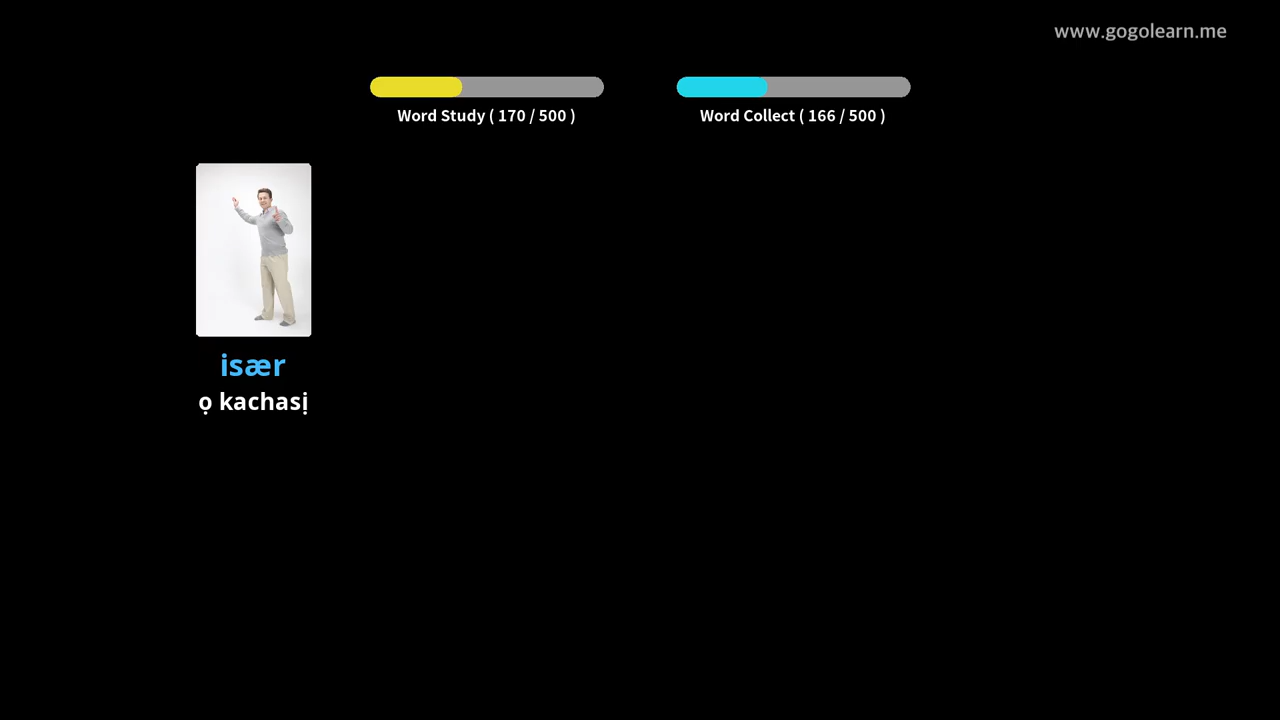 www.gogolearn.me
Word Study ( 170 / 500 )
Word Collect ( 166 / 500 )
især
ọ kachasị